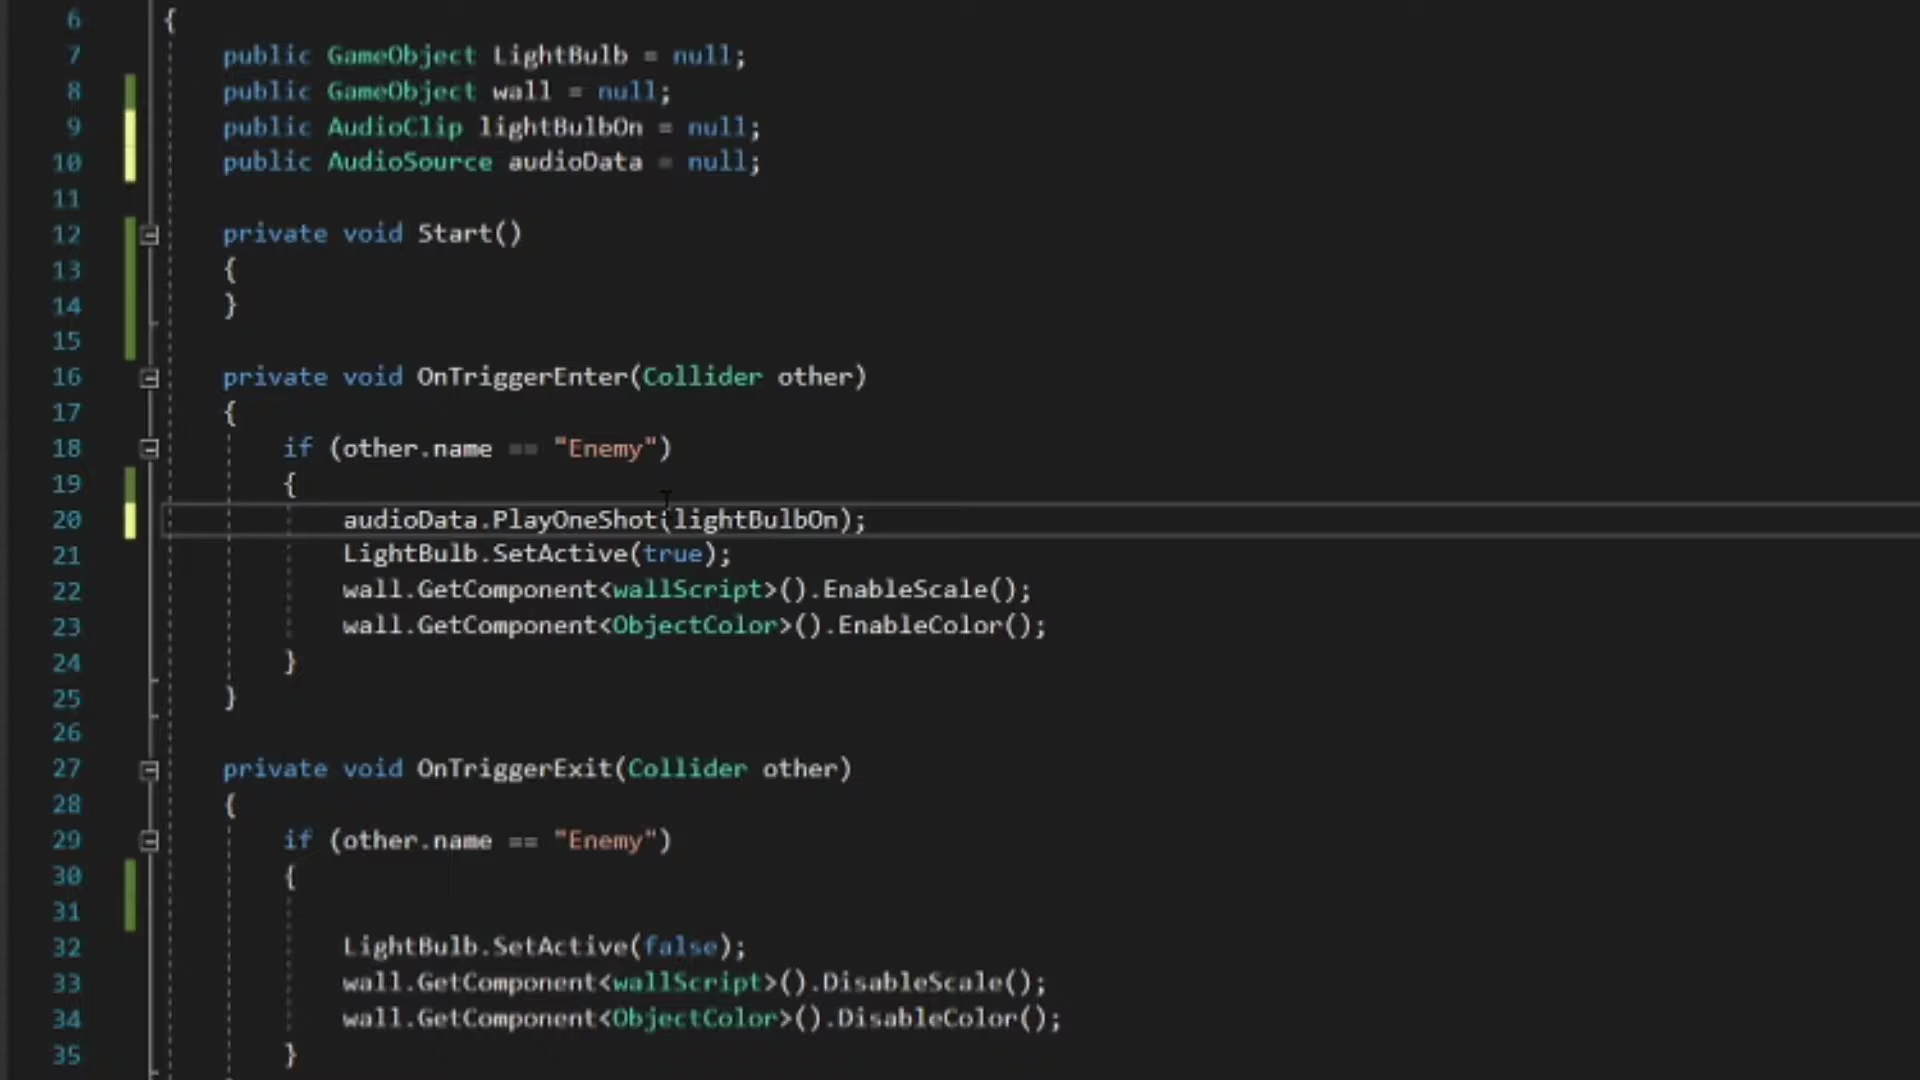 6 {
7 public GameObject LightBulb = null;
8 public GameObject wall = null;
9 public AudioClip lightBulbOn = null;
10 public AudioSource audioData = null;
11
12 private void Start()
13 {
14 }
15
16 private void OnTriggerEnter(Collider other)
17 {
18 if (other.name == "Enemy")
19 {
20 audioData.PlayOneShot(lightBulbOn);
21 LightBulb.SetActive(true);
22 wall.GetComponent<wallScript>().EnableScale();
23 wall.GetComponent<ObjectColor>().EnableColor();
24 }
25 }
26
27 private void OnTriggerExit(Collider other)
28 {
29 if (other.name == "Enemy")
30 {
31
32 LightBulb.SetActive(false);
33 wall.GetComponent<wallScript>().DisableScale();
34 wall.GetComponent<ObjectColor>().DisableColor();
35 }